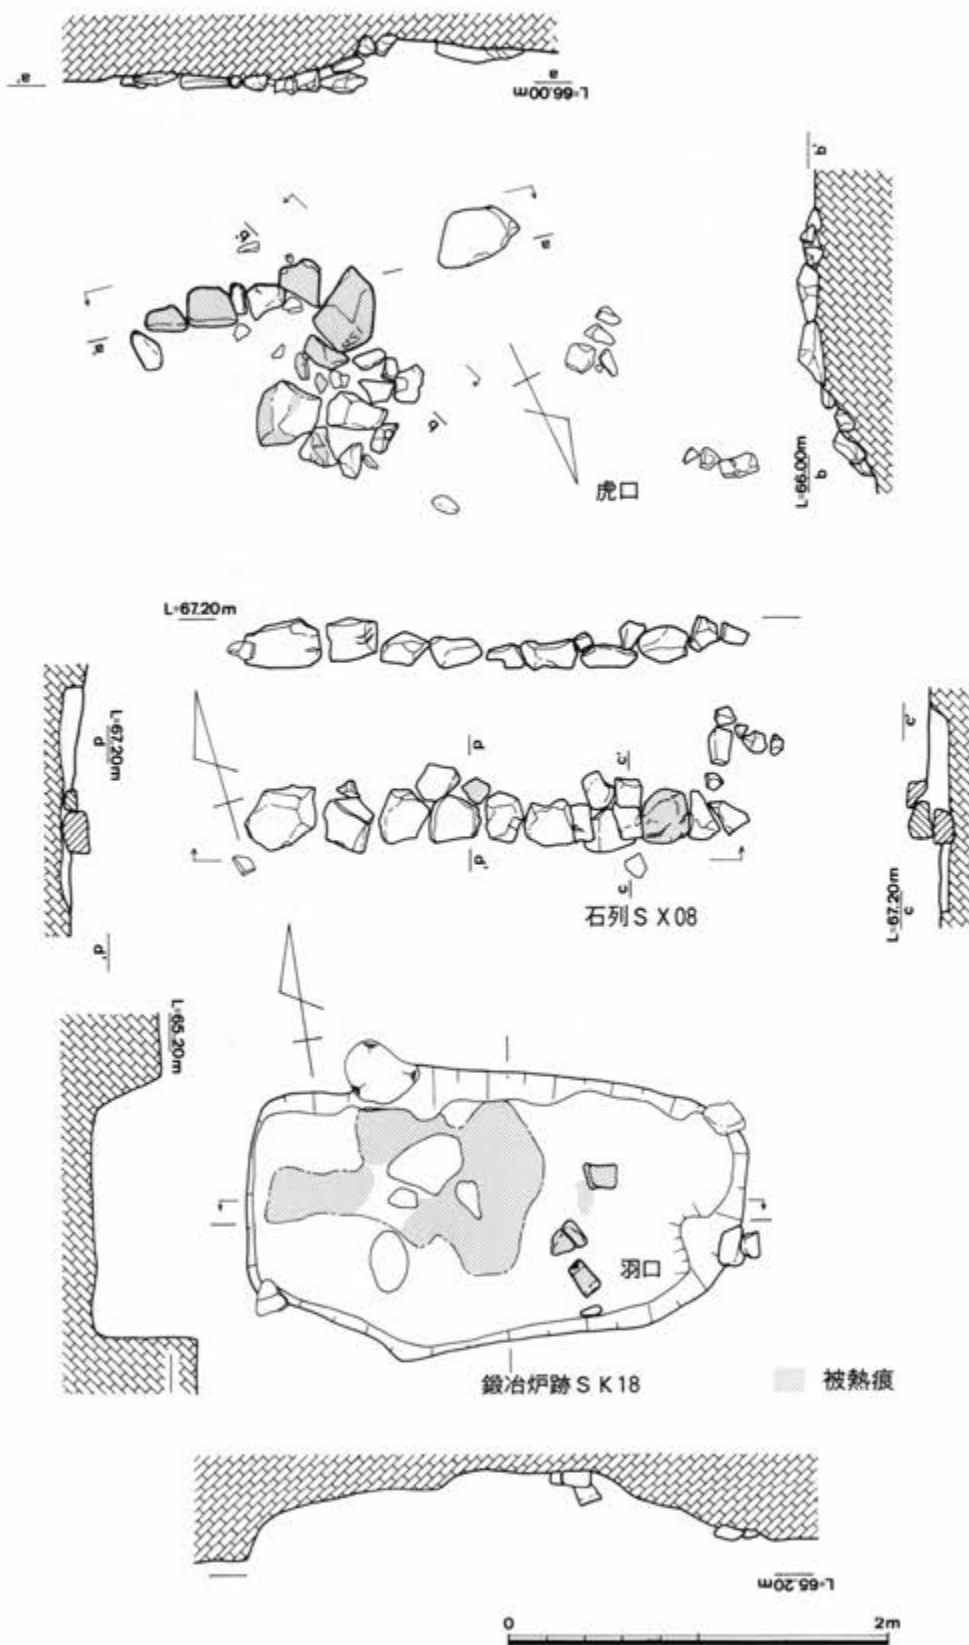 a'
a
L=66.00m
b'
b'
a
a'
b
虎口
b
L=66.00m
L=67.20m
d
L=67.20m
d
c'
c'
d'
c
石列ＳＸ08
c
L=67.20m
d'
L=65.20m
羽口
鍛冶炉跡ＳＫ18
被熱痕
L=65.20m
0
2m